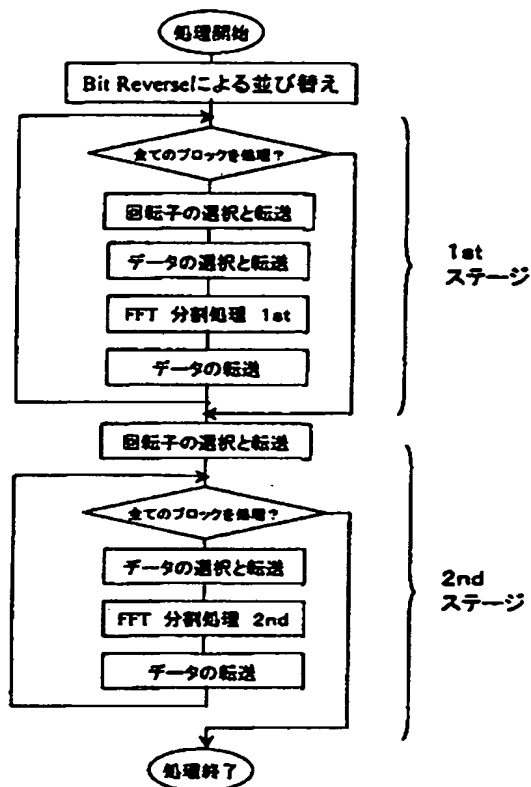 処理開始
Bit Reverseによる並び替え
全てのブロックを処理？
回転子の選択と転送
データの選択と転送
FFT 分割処理 1st
データの転送
1st
ステージ
回転子の選択と転送
全てのブロックを処理？
データの選択と転送
FFT 分割処理 2nd
データの転送
2nd
ステージ
処理終了